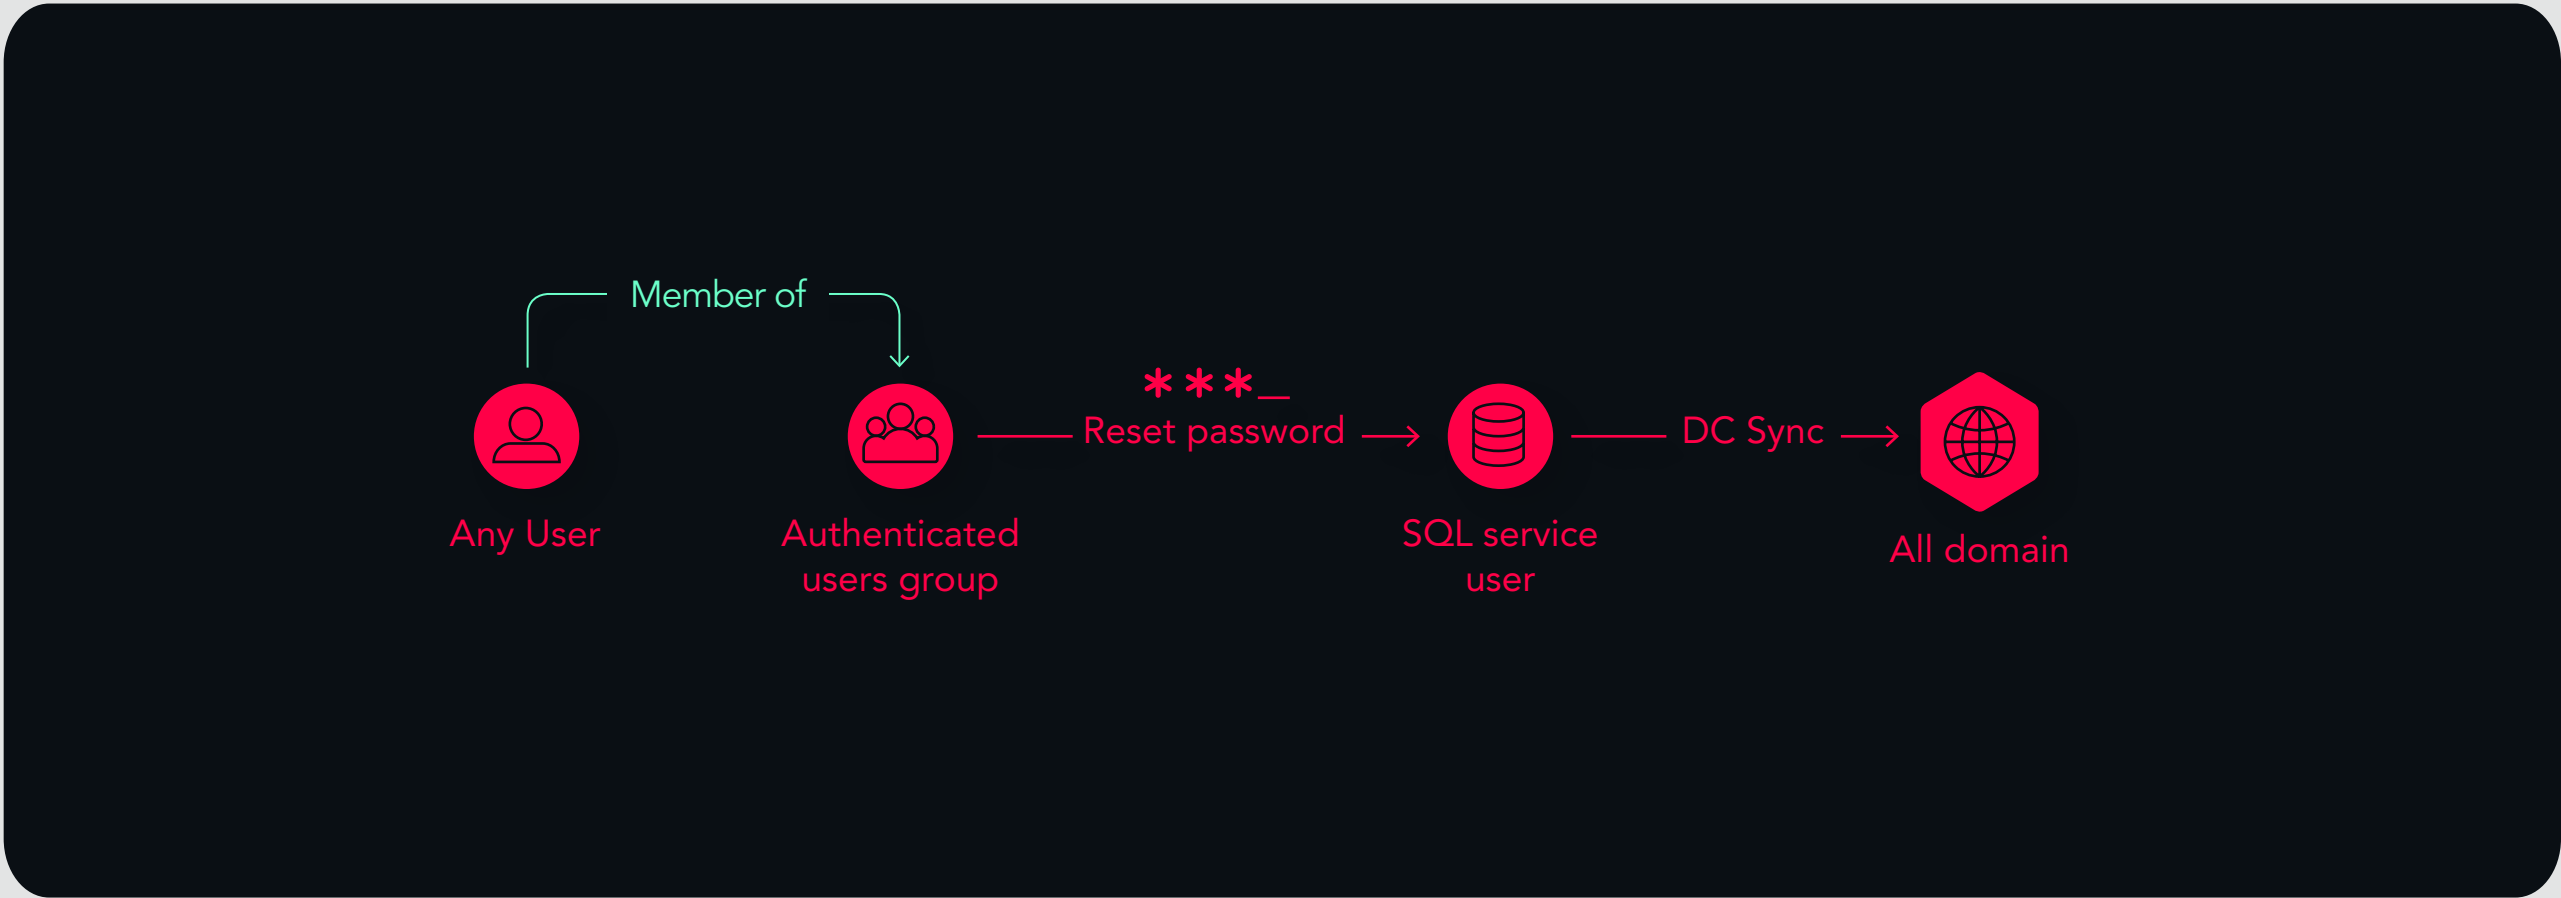 Member of
***_
Reset password
DC Sync
Any User
Authenticated
users group
SQL service
user
All domain